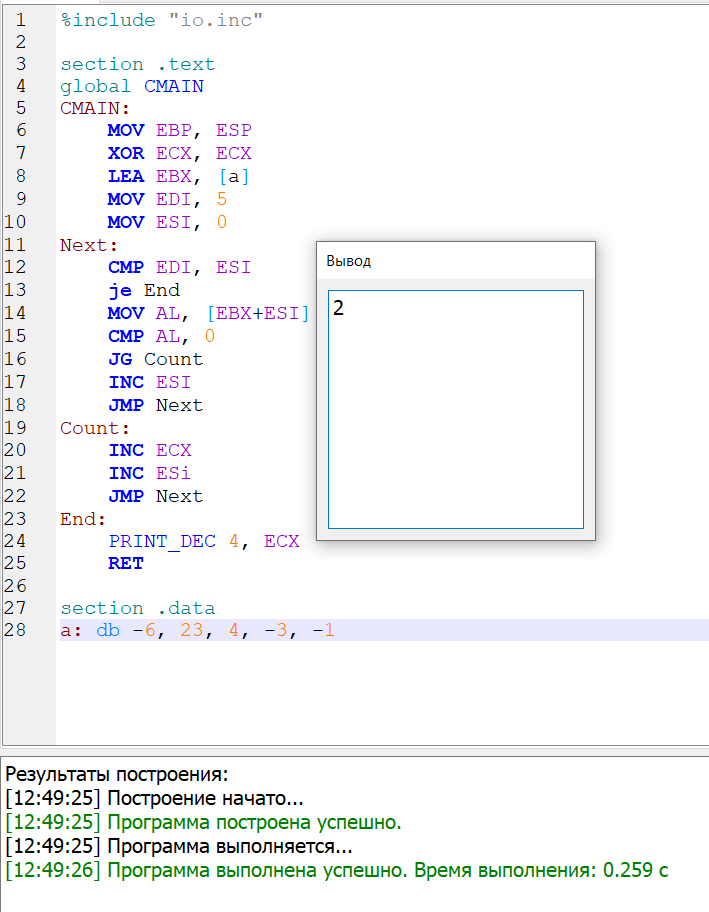 1 %include "io.inc"
2
3 section .text
4 global CMAIN
5 CMAIN:
6 MOV EBP, ESP
7 XOR ECX, ECX
8 LEA EBX, [a]
9 MOV EDI, 5
10 MOV ESI, 0
11 Next:
12 CMP EDI, ESI
13 je End
14 MOV AL, [EBX+ESI]
15 CMP AL, 0
16 JG Count
17 INC ESI
18 JMP Next
19 Count:
20 INC ECX
21 INC ESi
22 JMP Next
23 End:
24 PRINT_DEC 4, ECX
25 RET
26
27 section .data
28 a: db -6, 23, 4, -3, -1
Вывод
2
Результаты построения:
[12:49:25] Построение начато...
[12:49:25] Программа построена успешно.
[12:49:25] Программа выполняется...
[12:49:26] Программа выполнена успешно. Время выполнения: 0.259 с